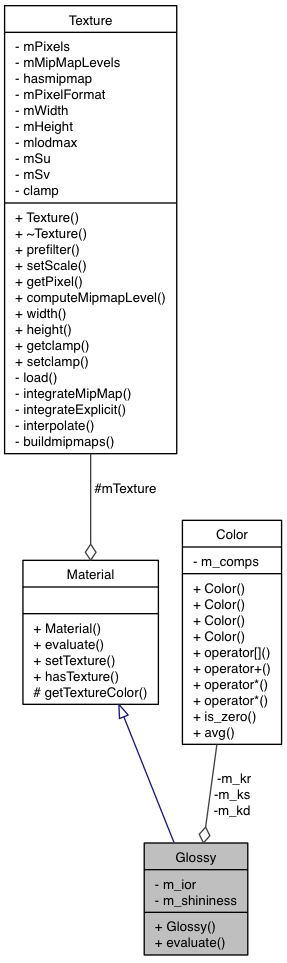 Texture
- mPixels
- mMipMapLevels
- hasmipmap
- mPixelFormat
- mWidth
- mHeight
- mlodmax
- mSu
- mSv
- clamp
+ Texture()
+ ~Texture()
+ prefilter()
+ setScale()
+ getPixel()
+ computeMipmapLevel()
+ width()
+ height()
+ getclamp()
+ setclamp()
- load()
- integrateMipMap()
- integrateExplicit()
- interpolate()
- buildmipmaps()
#mTexture
Material
+ Material()
+ evaluate()
+ setTexture()
+ hasTexture()
# getTextureColor()
Color
- m_comps
+ Color()
+ Color()
+ Color()
+ Color()
+ operator[]()
+ operator+()
+ operator*()
+ operator*()
+ is_zero()
+ avg()
-m_kr
-m_ks
-m_kd
Glossy
- m_ior
- m_shininess
+ Glossy()
+ evaluate()